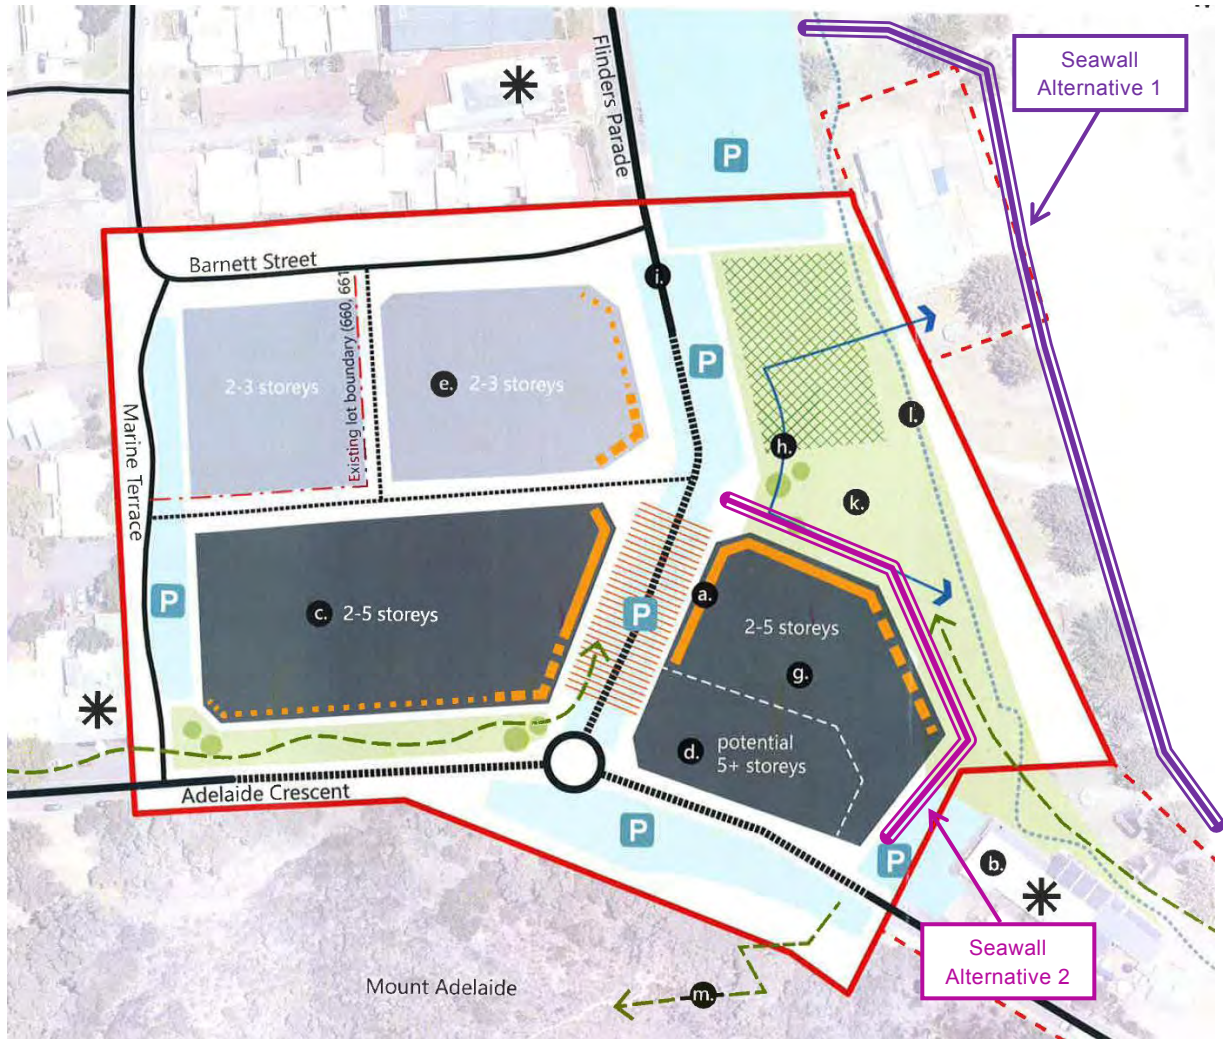 Seawall
Alternative 1
Flinders Parade
P
Barnett Street
i.
Existing lot boundary (660, 661
2-3 storeys
e. 2-3 storeys
P
l.
h.
k.
Marine Terrace
P
c. 2-5 storeys
a.
P
2-5 storeys
g.
d. potential
5+ storeys
Adelaide Crescent
P
P
b.
Seawall
Alternative 2
Mount Adelaide
m.